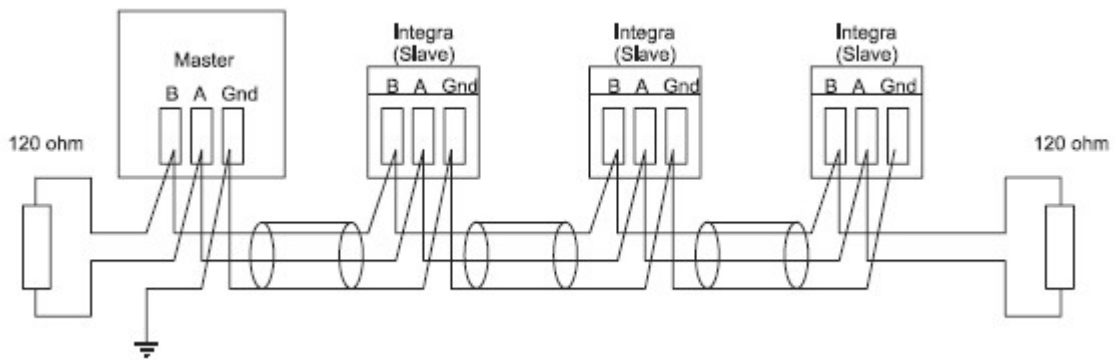 Master
B A Gnd
Integra
(Slave)
B A Gnd
Integra
(Slave)
B A Gnd
Integra
(Slave)
B A Gnd
120 ohm
120 ohm